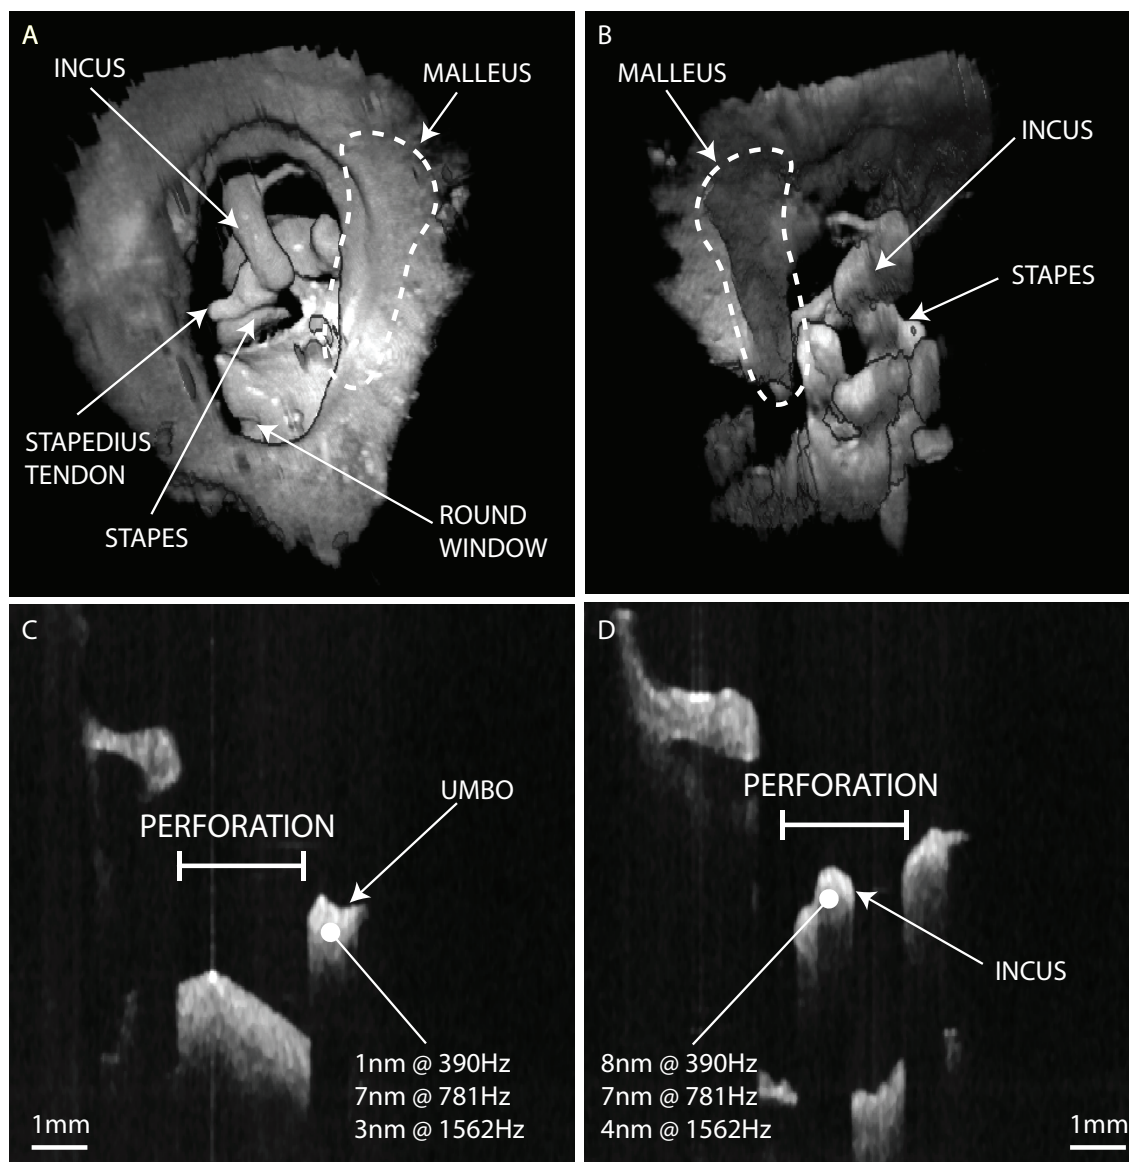 A
INCUS
MALLEUS
STAPEDIUS
TENDON
STAPES
ROUND
WINDOW
B
MALLEUS
INCUS
STAPES
C
UMBO
PERFORATION
1nm @ 390Hz
7nm @ 781Hz
3nm @ 1562Hz
1mm
D
PERFORATION
INCUS
8nm @ 390Hz
7nm @ 781Hz
4nm @ 1562Hz
1mm